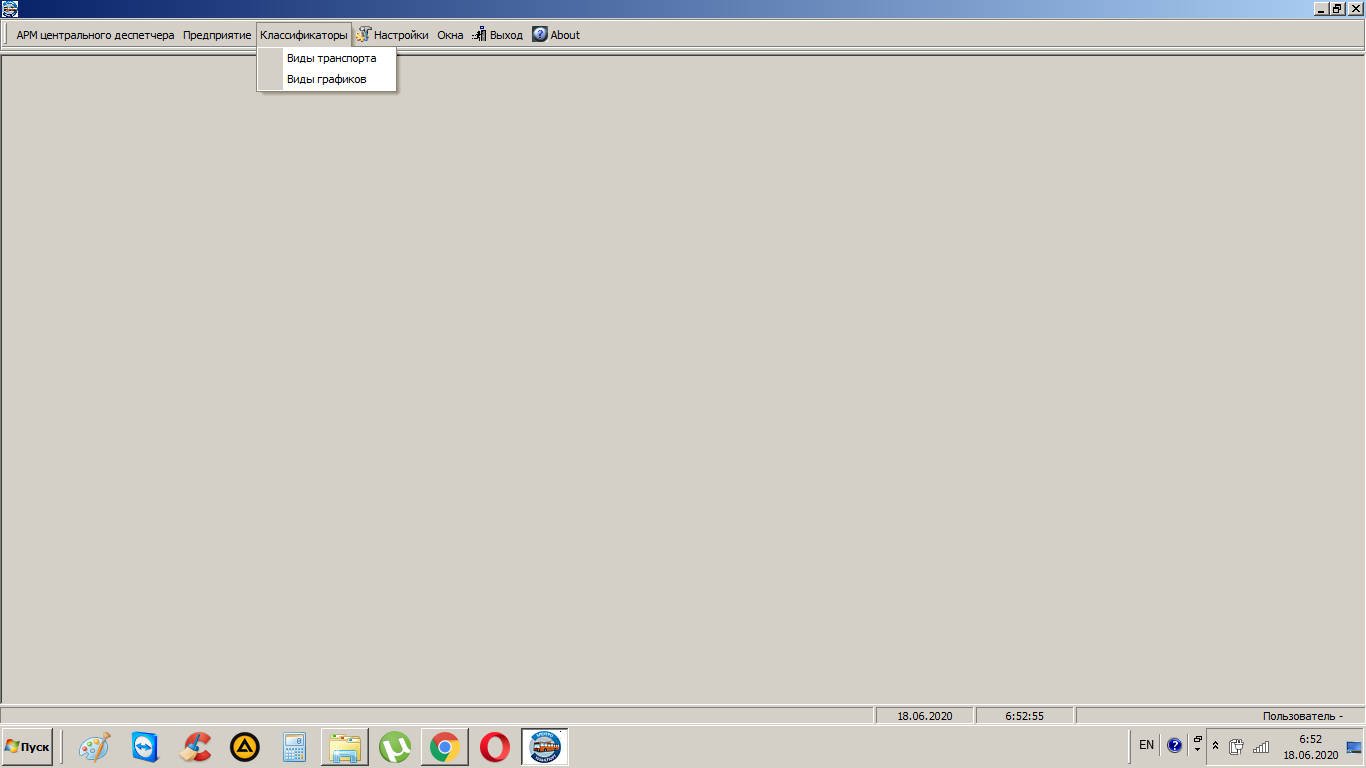 АРМ центрального деспетчера Предприятие Классификаторы Настройки Окна Выход About
Виды транспорта
Виды графиков
18.06.2020 6:52:55 Пользователь -
Пуск EN 6:52
18.06.2020